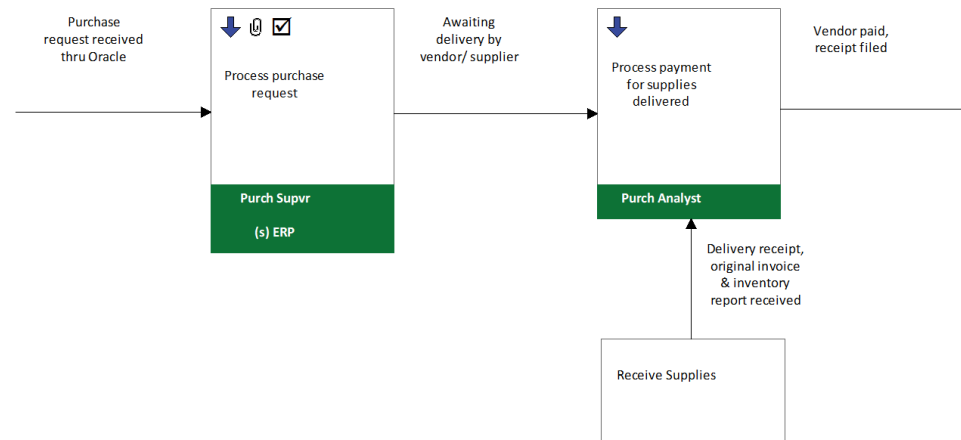 Purchase
request received
thru Oracle
Process purchase
request
Purch Supvr
(s) ERP
Awaiting
delivery by
vendor/ supplier
Process payment
for supplies
delivered
Purch Analyst
Vendor paid,
receipt filed
Delivery receipt,
original invoice
& inventory
report received
Receive Supplies